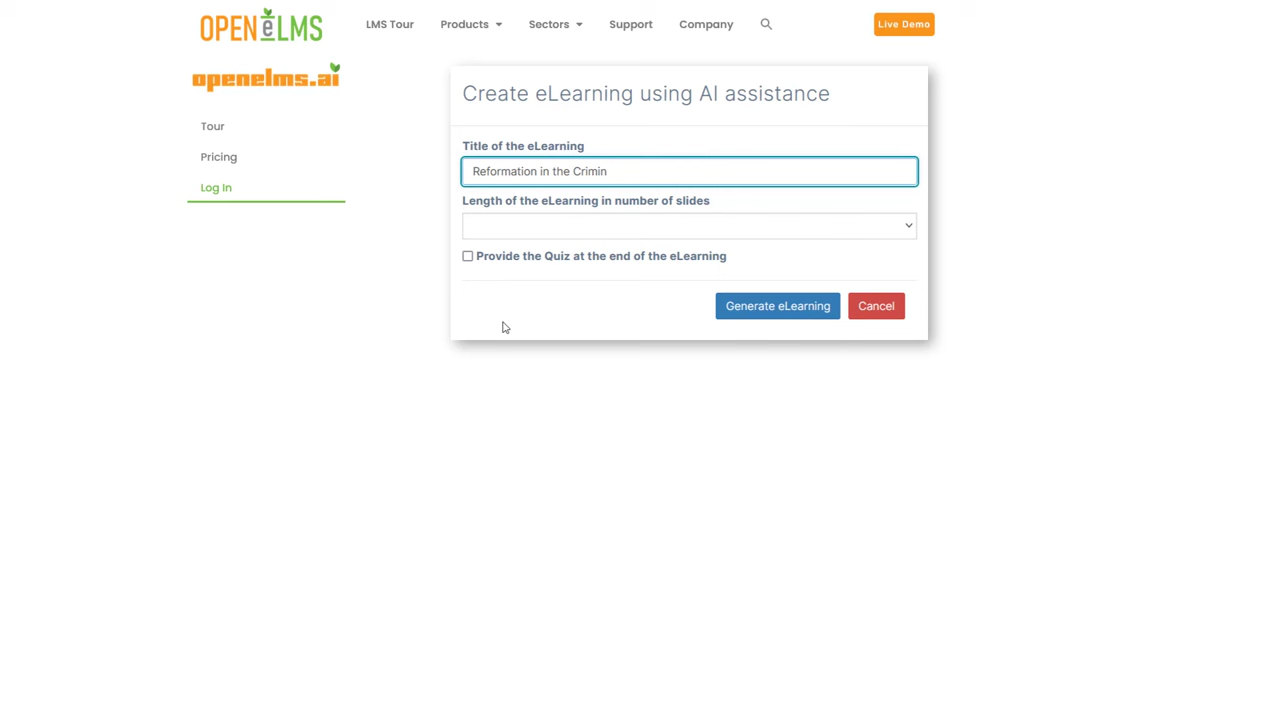 OPEN eLMS
LMS Tour
Products
Sectors
Support
Company
Live Demo
openelms.ai
Tour
Pricing
Log In
Create eLearning using AI assistance
Title of the eLearning
Reformation in the Crimin
Length of the eLearning in number of slides
Provide the Quiz at the end of the eLearning
Generate eLearning
Cancel